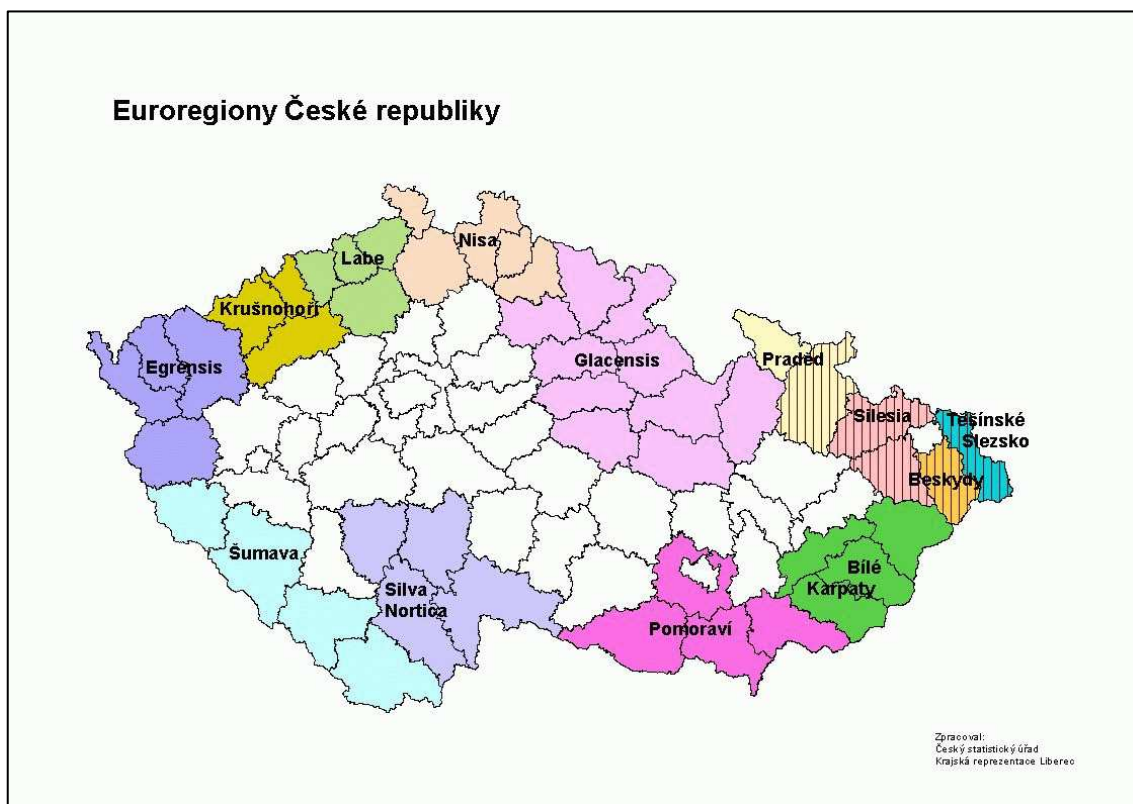 Euroregiony České republiky
Nisa
Labe
Krušnohoří
Egrensis
Glacensis
Praděd
Silesia
Těšínské
Slezsko
Beskydy
Šumava
Silva
Nortica
Pomoraví
Bílé
Karpaty
Zpracoval:
Český statistický úřad
Krajská reprezentace Liberec